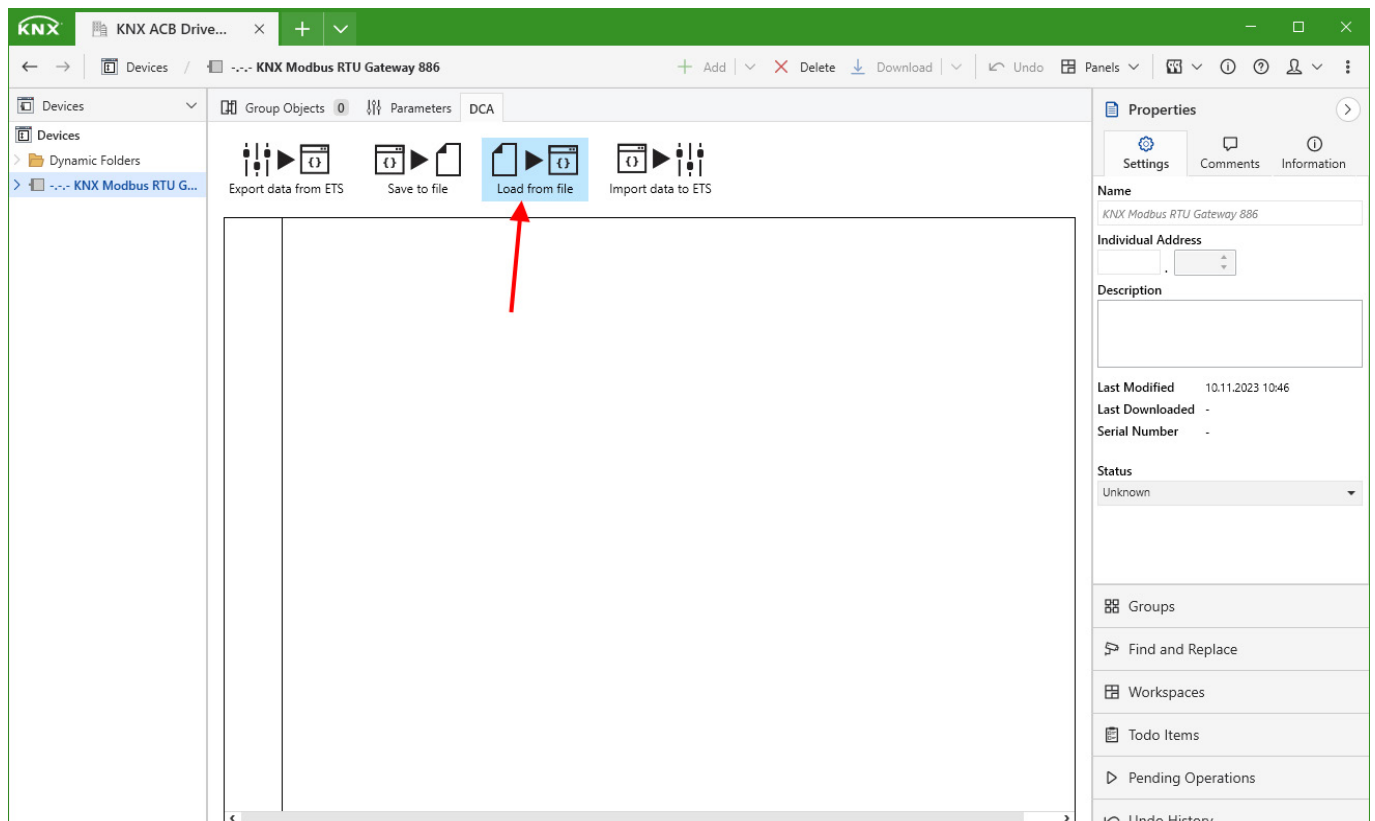 KNX KNX ACB Drive...
Devices / -.-.- KNX Modbus RTU Gateway 886 Add Delete Download Undo Panels
Devices
Devices
Dynamic Folders
-.-.- KNX Modbus RTU G...
Group Objects 0 Parameters DCA
Export data from ETS Save to file Load from file Import data to ETS
Properties
Settings Comments Information
Name
KNX Modbus RTU Gateway 886
Individual Address
.
Description
Last Modified 10.11.2023 10:46
Last Downloaded -
Serial Number -
Status
Unknown
Groups
Find and Replace
Workspaces
Todo Items
Pending Operations
Undo History